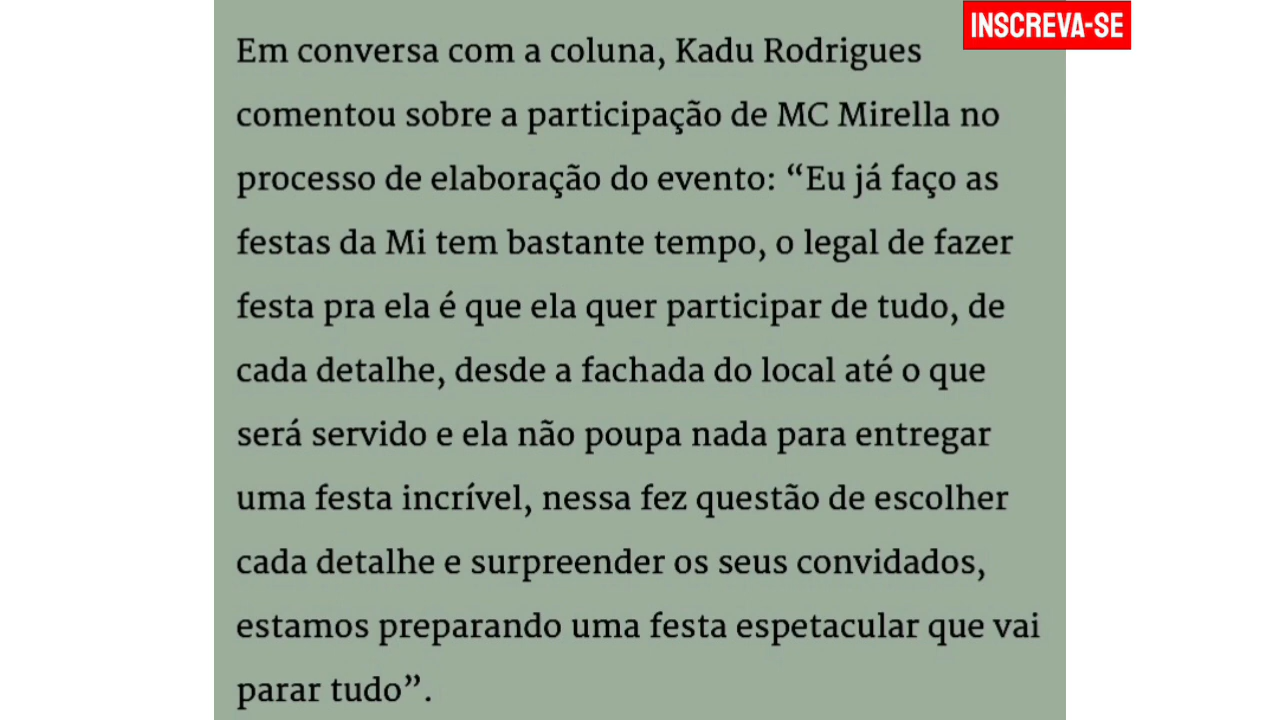 INSCREVA-SE
Em conversa com a coluna, Kadu Rodrigues
comentou sobre a participação de MC Mirella no
processo de elaboração do evento: “Eu já faço as
festas da Mi tem bastante tempo, o legal de fazer
festa pra ela é que ela quer participar de tudo, de
cada detalhe, desde a fachada do local até o que
será servido e ela não poupa nada para entregar
uma festa incrível, nessa fez questão de escolher
cada detalhe e surpreender os seus convidados,
estamos preparando uma festa espetacular que vai
parar tudo”.